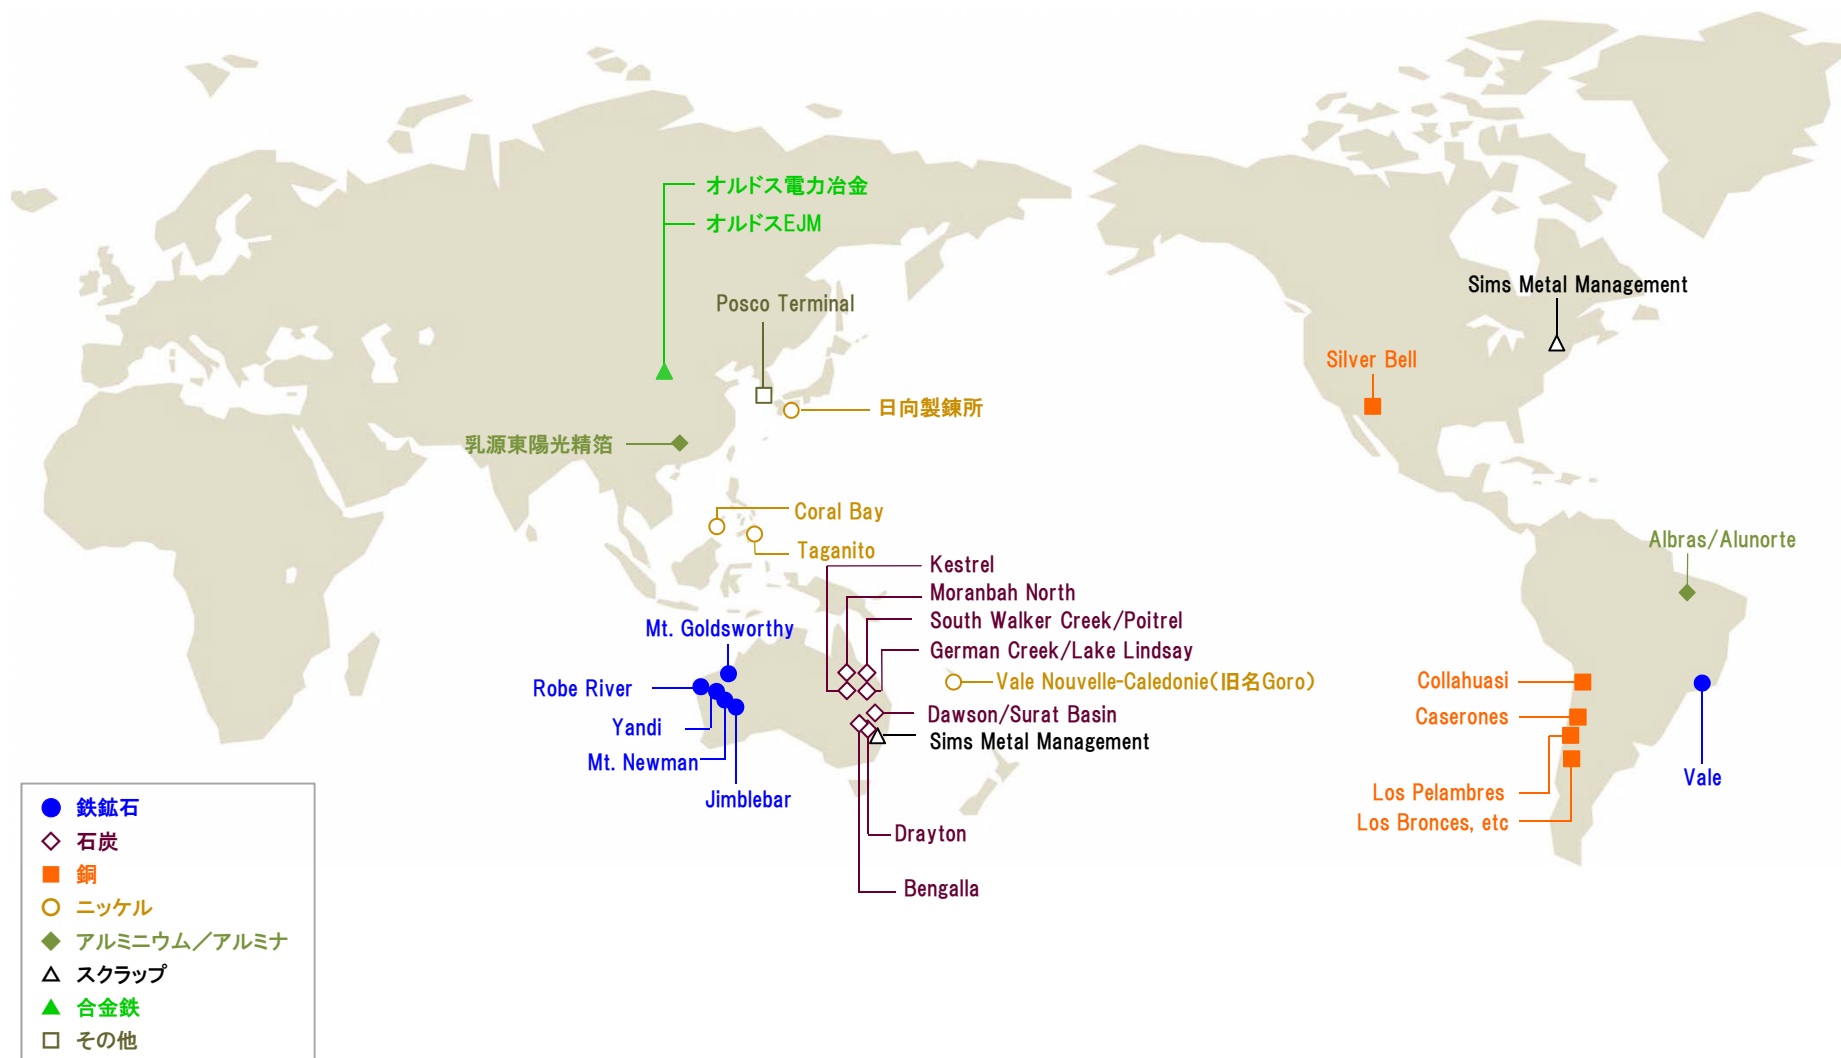 オルドス電力冶金
オルドスEJM
Sims Metal Management
Posco Terminal
Silver Bell
日向製錬所
乳源東陽光精箔
Coral Bay
Albras/Alunorte
Taganito
Kestrel
Moranbah North
South Walker Creek/Poitrel
Mt. Goldsworthy
German Creek/Lake Lindsay
Vale Nouvelle-Caledonie(旧名Goro)
Collahuasi
Robe River
Dawson/Surat Basin
Caserones
Yandi
Sims Metal Management
Mt. Newman
Vale
Los Pelambres
Jimblebar
Los Bronces, etc
Drayton
Bengalla
鉄鉱石
石炭
銅
ニッケル
アルミニウム／アルミナ
スクラップ
合金鉄
その他